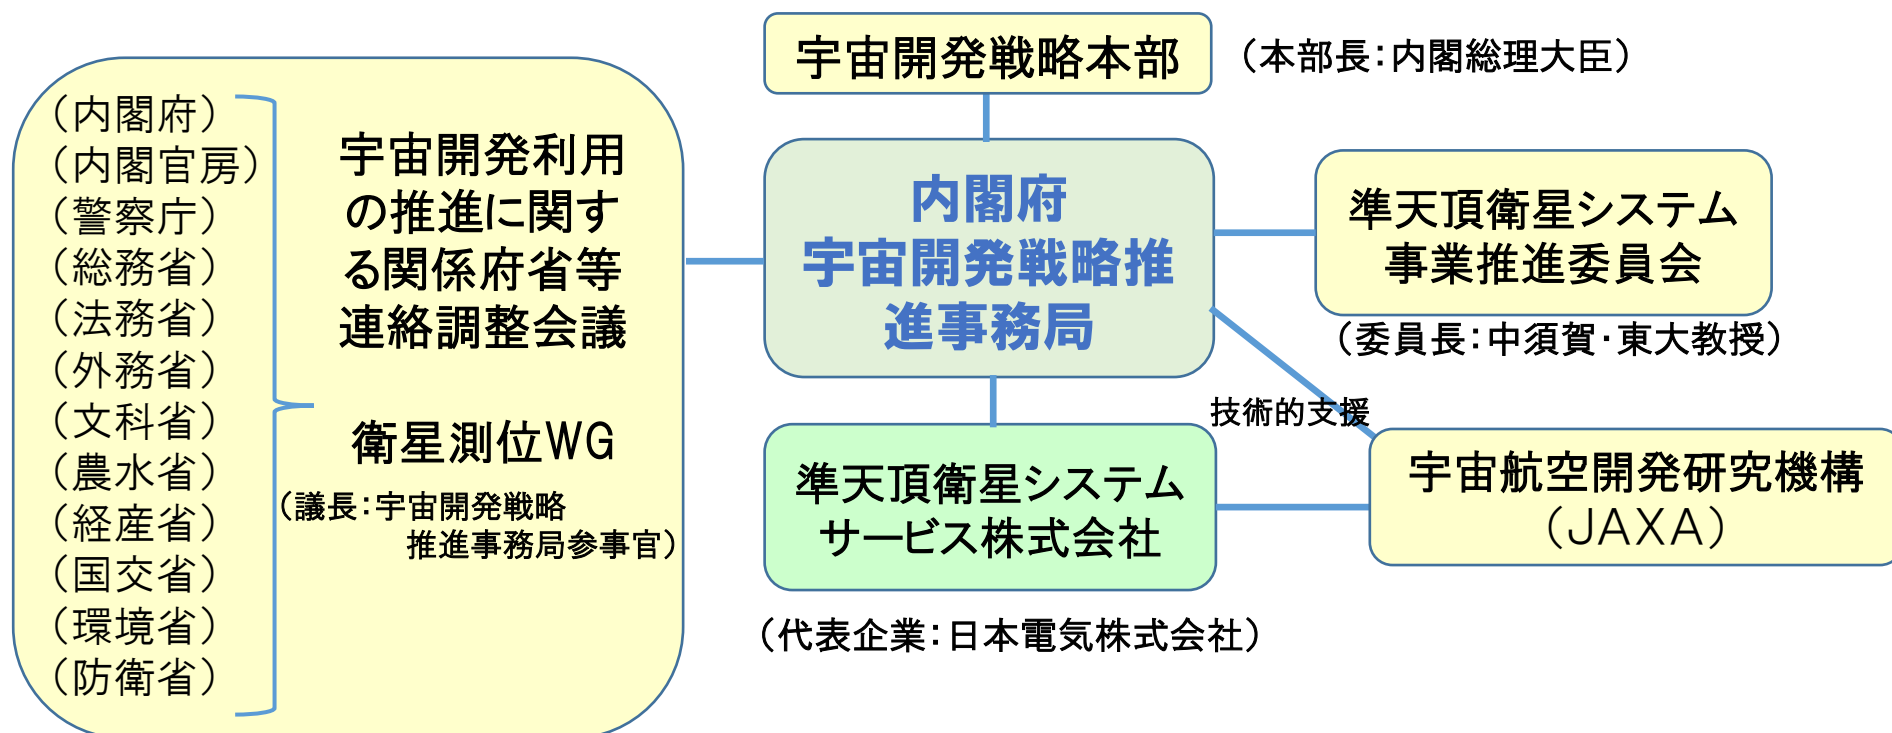 宇宙開発戦略本部
（本部長：内閣総理大臣）
（内閣府）
（内閣官房）
（警察庁）
（総務省）
（法務省）
（外務省）
（文科省）
（農水省）
（経産省）
（国交省）
（環境省）
（防衛省）
宇宙開発利用
の推進に関す
る関係府省等
連絡調整会議
衛星測位WG
（議長：宇宙開発戦略
推進事務局参事官）
内閣府
宇宙開発戦略推
進事務局
準天頂衛星システム
事業推進委員会
（委員長：中須賀・東大教授）
技術的支援
準天頂衛星システム
サービス株式会社
（代表企業：日本電気株式会社）
宇宙航空開発研究機構
（JAXA）